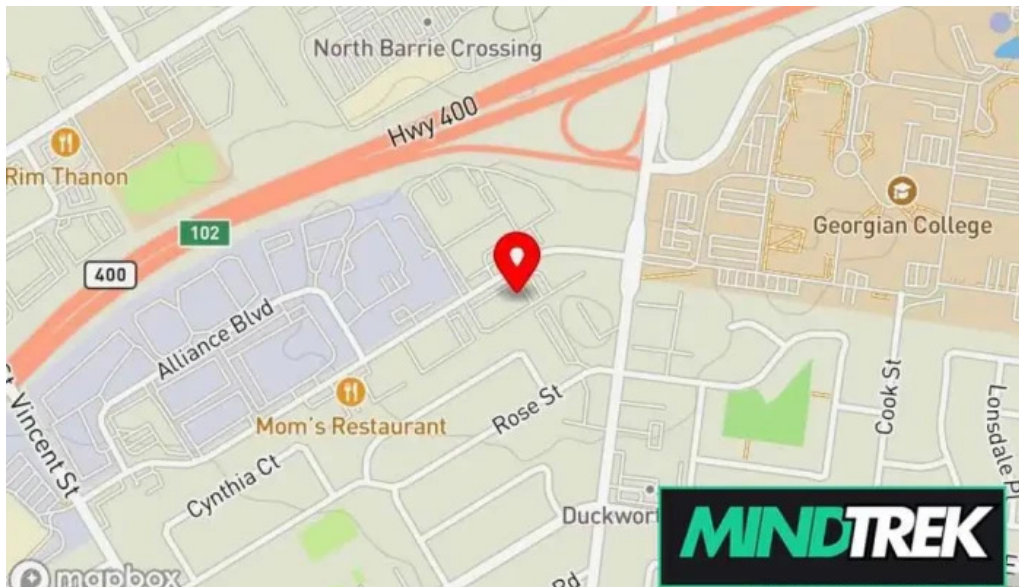 North Barrie Crossing
Hwy 400
Rim Thanon
Georgian College
102
400
Alliance Blvd
St. Vincent St
Mom's Restaurant
Rose St
Cook St
Lonsdale
Cynthia Ct
MINDTREK
mapbox